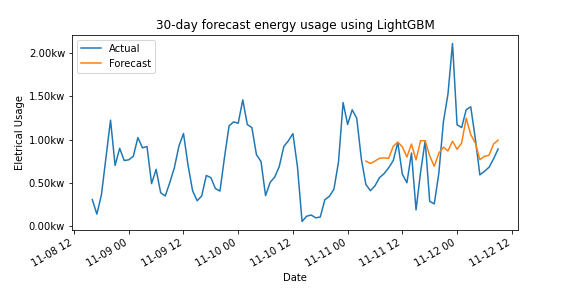 30-day forecast energy usage using LightGBM
Actual
Forecast
2.00kw
1.50kw
1.00kw
0.50kw
0.00kw
Eletrical Usage
11-08 12
11-09 00
11-09 12
11-10 00
11-10 12
11-11 00
11-11 12
11-12 00
11-12 12
Date